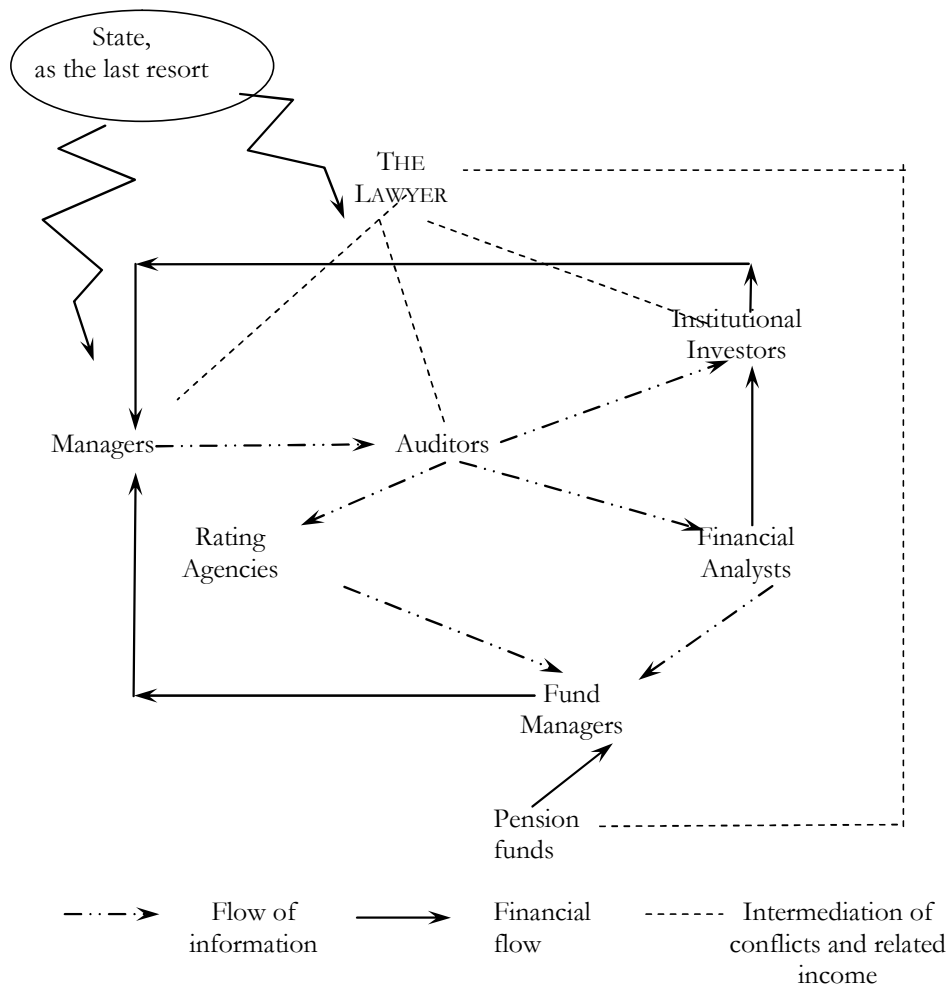 State,
as the last resort
THE
LAWYER
Institutional
Investors
Managers
Auditors
Rating
Agencies
Financial
Analysts
Fund
Managers
Pension
funds
Flow of
information
Financial
flow
Intermediation of
conflicts and related
income